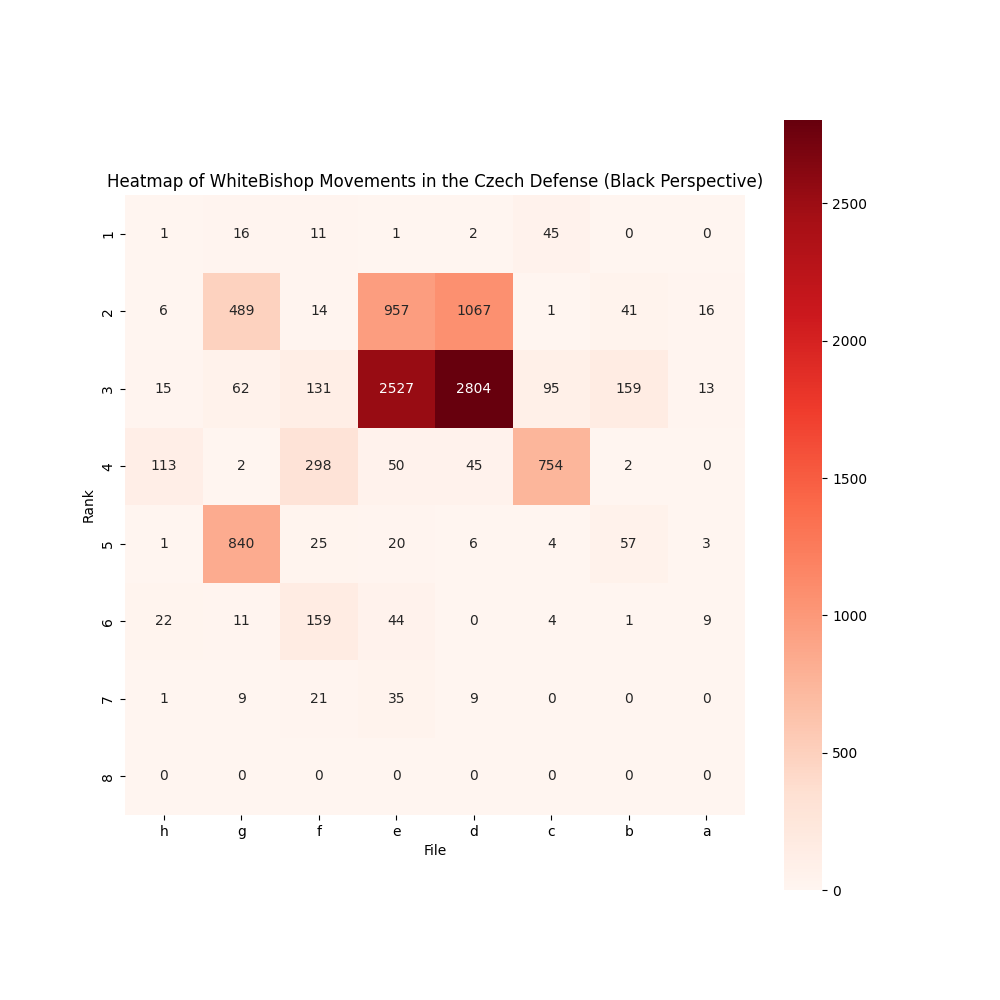 Heatmap of WhiteBishop Movements in the Czech Defense (Black Perspective)
1 1 16 11 1 2 45 0 0
2 6 489 14 957 1067 1 41 16
3 15 62 131 2527 2804 95 159 13
4 113 2 298 50 45 754 2 0
5 1 840 25 20 6 4 57 3
6 22 11 159 44 0 4 1 9
7 1 9 21 35 9 0 0 0
8 0 0 0 0 0 0 0 0
h g f e d c b a
File
Rank
2500
2000
1500
1000
500
0